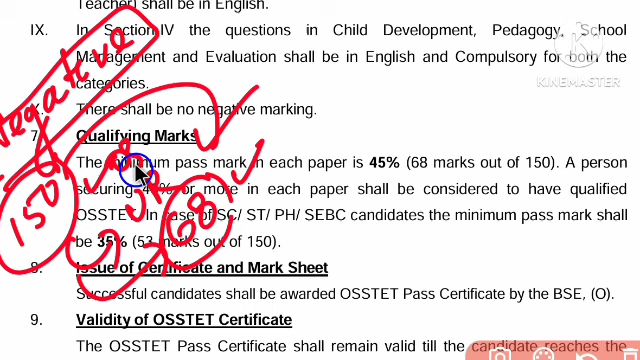 Teacher) shall be in English.
IX. In Section-IV the questions in Child Development, Pedagogy, School
Management and Evaluation shall be in English and Compulsory for both the
categories.
X. There shall be no negative marking.
7. Qualifying Marks
The minimum pass mark in each paper is 45% (68 marks out of 150). A person
securing 45% or more in each paper shall be considered to have qualified
OSSTET. In case of SC/ ST/ PH/ SEBC candidates the minimum pass mark shall
be 35% (53 marks out of 150).
8. Issue of Certificate and Mark Sheet
Successful candidates shall be awarded OSSTET Pass Certificate by the BSE, (O).
9. Validity of OSSTET Certificate
The OSSTET Pass Certificate shall remain valid till the candidate reaches the
Negative
150
UR
68
KINEMASTER